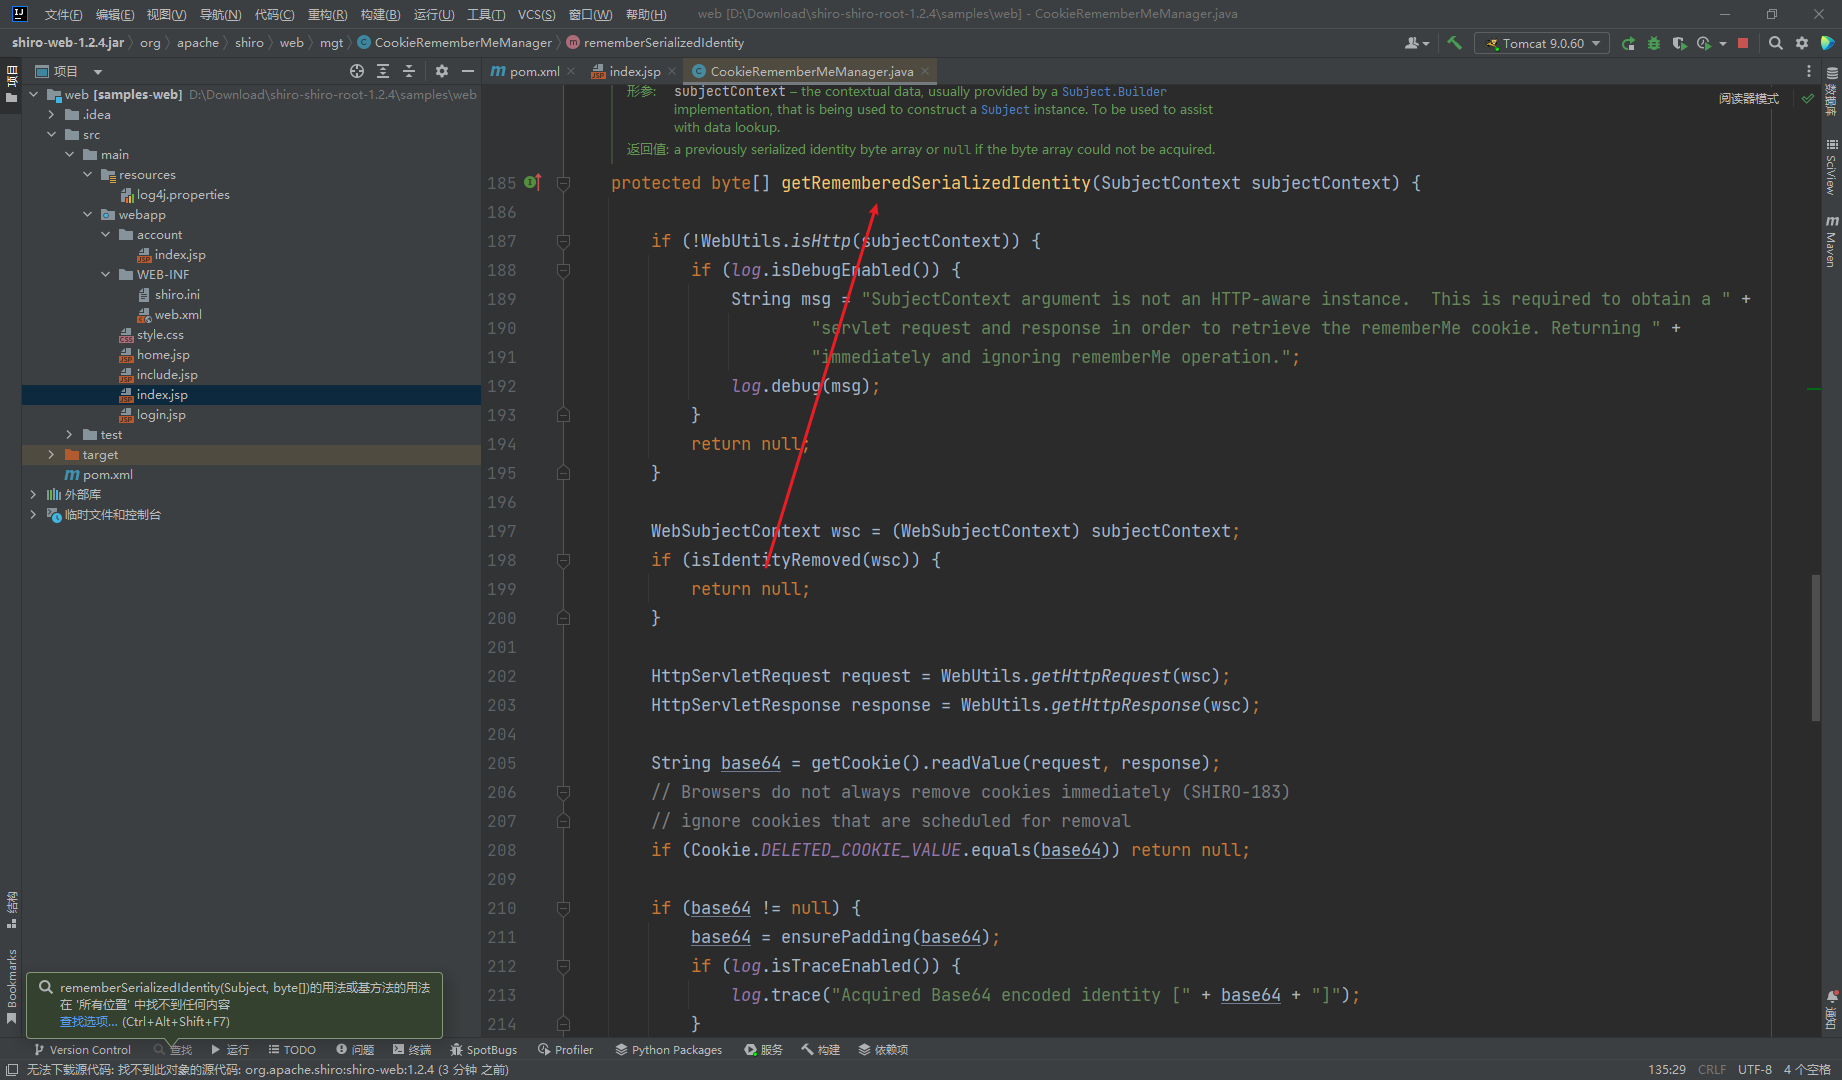 文件(F) 编辑(E) 视图(V) 导航(N) 代码(C) 重构(R) 构建(B) 运行(U) 工具(T) VCS(S) 窗口(W) 帮助(H) web [D:\Download\shiro-shiro-root-1.2.4\samples\web] - CookieRememberMeManager.java
shiro-web-1.2.4.jar org apache shiro web mgt CookieRememberMeManager rememberSerializedIdentity Tomcat 9.0.60
项目
pom.xml index.jsp CookieRememberMeManager.java
web [samples-web] D:\Download\shiro-shiro-root-1.2.4\samples\web
.idea
src
main
resources
log4j.properties
webapp
account
index.jsp
WEB-INF
shiro.ini
web.xml
style.css
home.jsp
include.jsp
index.jsp
login.jsp
test
target
pom.xml
外部库
临时文件和控制台
形参: subjectContext – the contextual data, usually provided by a Subject.Builder
implementation, that is being used to construct a Subject instance. To be used to assist
with data lookup.
返回值: a previously serialized identity byte array or null if the byte array could not be acquired.
阅读器模式
185 protected byte[] getRememberedSerializedIdentity(SubjectContext subjectContext) {
186
187 if (!WebUtils.isHttp(subjectContext)) {
188 if (log.isDebugEnabled()) {
189 String msg = "SubjectContext argument is not an HTTP-aware instance.  This is required to obtain a " +
190 "servlet request and response in order to retrieve the rememberMe cookie. Returning " +
191 "immediately and ignoring rememberMe operation.";
192 log.debug(msg);
193 }
194 return null;
195 }
196
197 WebSubjectContext wsc = (WebSubjectContext) subjectContext;
198 if (isIdentityRemoved(wsc)) {
199 return null;
200 }
201
202 HttpServletRequest request = WebUtils.getHttpRequest(wsc);
203 HttpServletResponse response = WebUtils.getHttpResponse(wsc);
204
205 String base64 = getCookie().readValue(request, response);
206 // Browsers do not always remove cookies immediately (SHIRO-183)
207 // ignore cookies that are scheduled for removal
208 if (Cookie.DELETED_COOKIE_VALUE.equals(base64)) return null;
209
210 if (base64 != null) {
211 base64 = ensurePadding(base64);
212 if (log.isTraceEnabled()) {
213 log.trace("Acquired Base64 encoded identity [" + base64 + "]");
214 }
项目
结构
Bookmarks
数据库
SciView
Maven
通知
rememberSerializedIdentity(Subject, byte[])的用法或基方法的用法
在 '所有位置' 中找不到任何内容
查找选项... (Ctrl+Alt+Shift+F7)
Version Control 查找 运行 TODO 问题 终端 SpotBugs Profiler Python Packages 服务 构建 依赖项
无法下载源代码: 找不到此对象的源代码: org.apache.shiro:shiro-web:1.2.4 (3 分钟 之前) 135:29 CRLF UTF-8 4 个空格